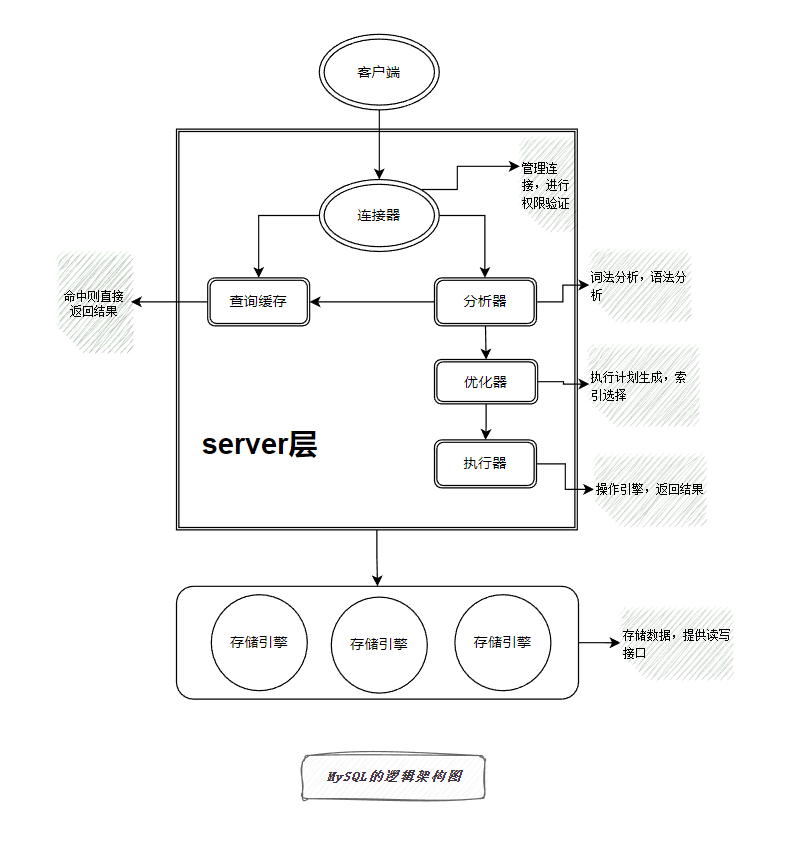 客户端
管理连
接，进行
权限验证
连接器
命中则直接
返回结果
查询缓存
分析器
词法分析，语法分
析
优化器
执行计划生成，索
引选择
server层
执行器
操作引擎，返回结果
存储引擎
存储引擎
存储引擎
存储数据，提供读写
接口
MySQL的逻辑架构图